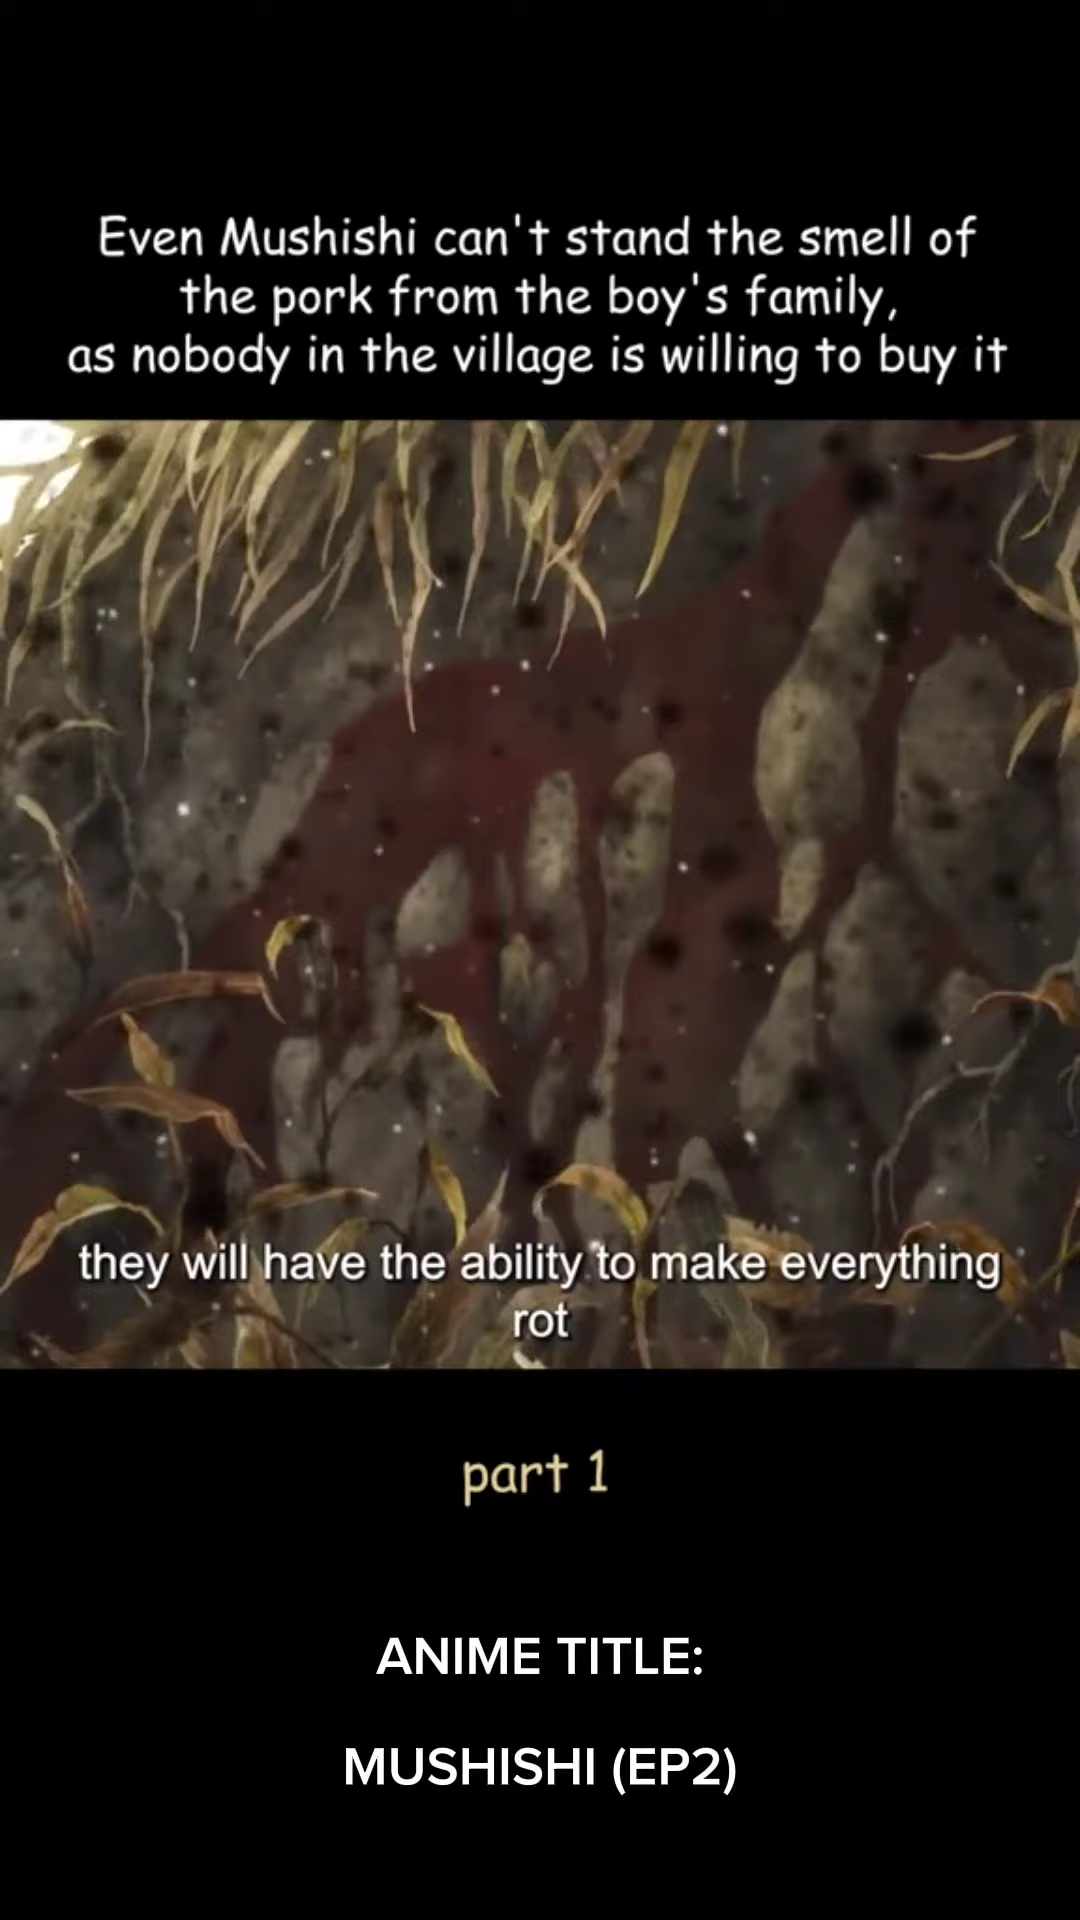 Even Mushishi can't stand the smell of
the pork from the boy's family,
as nobody in the village is willing to buy it
they will have the ability to make everything
rot
part 1
ANIME TITLE:
MUSHISHI (EP2)